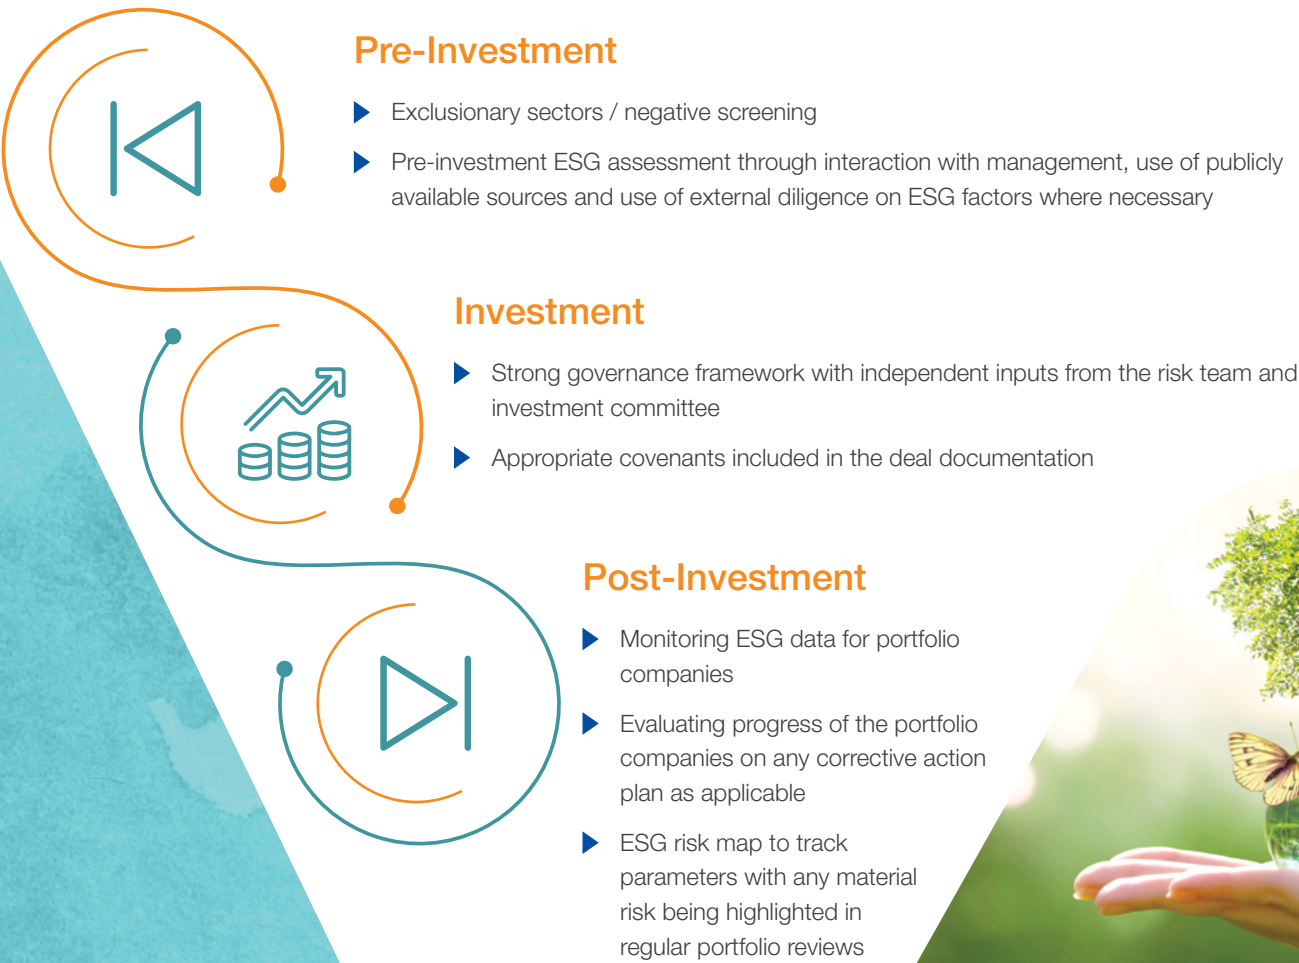 Pre-Investment
Exclusionary sectors / negative screening
Pre-investment ESG assessment through interaction with management, use of publicly
available sources and use of external diligence on ESG factors where necessary
Investment
Strong governance framework with independent inputs from the risk team and
investment committee
Appropriate covenants included in the deal documentation
Post-Investment
Monitoring ESG data for portfolio
companies
Evaluating progress of the portfolio
companies on any corrective action
plan as applicable
ESG risk map to track
parameters with any material
risk being highlighted in
regular portfolio reviews